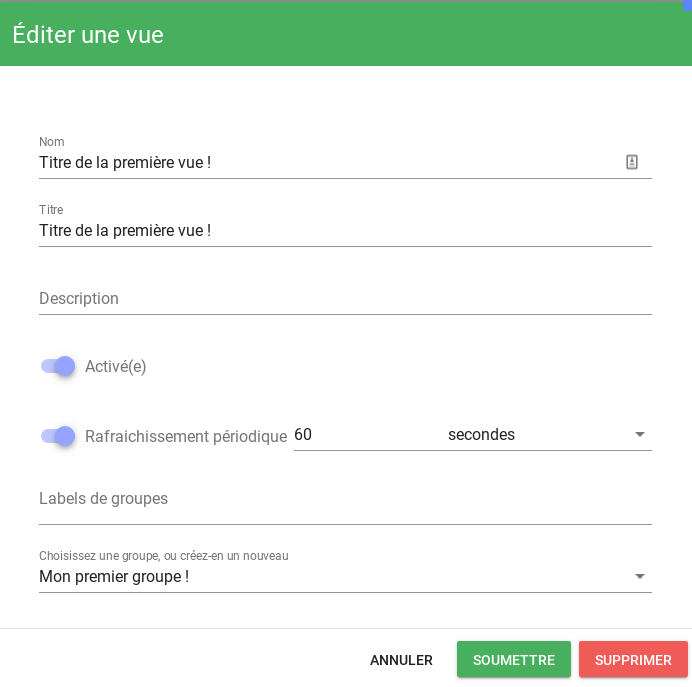 Éditer une vue
Nom
Titre de la première vue !
Titre
Titre de la première vue !
Description
Activé(e)
Rafraichissement périodique 60 secondes
Labels de groupes
Choisissez une groupe, ou créez-en un nouveau
Mon premier groupe !
ANNULER SOUMETTRE SUPPRIMER